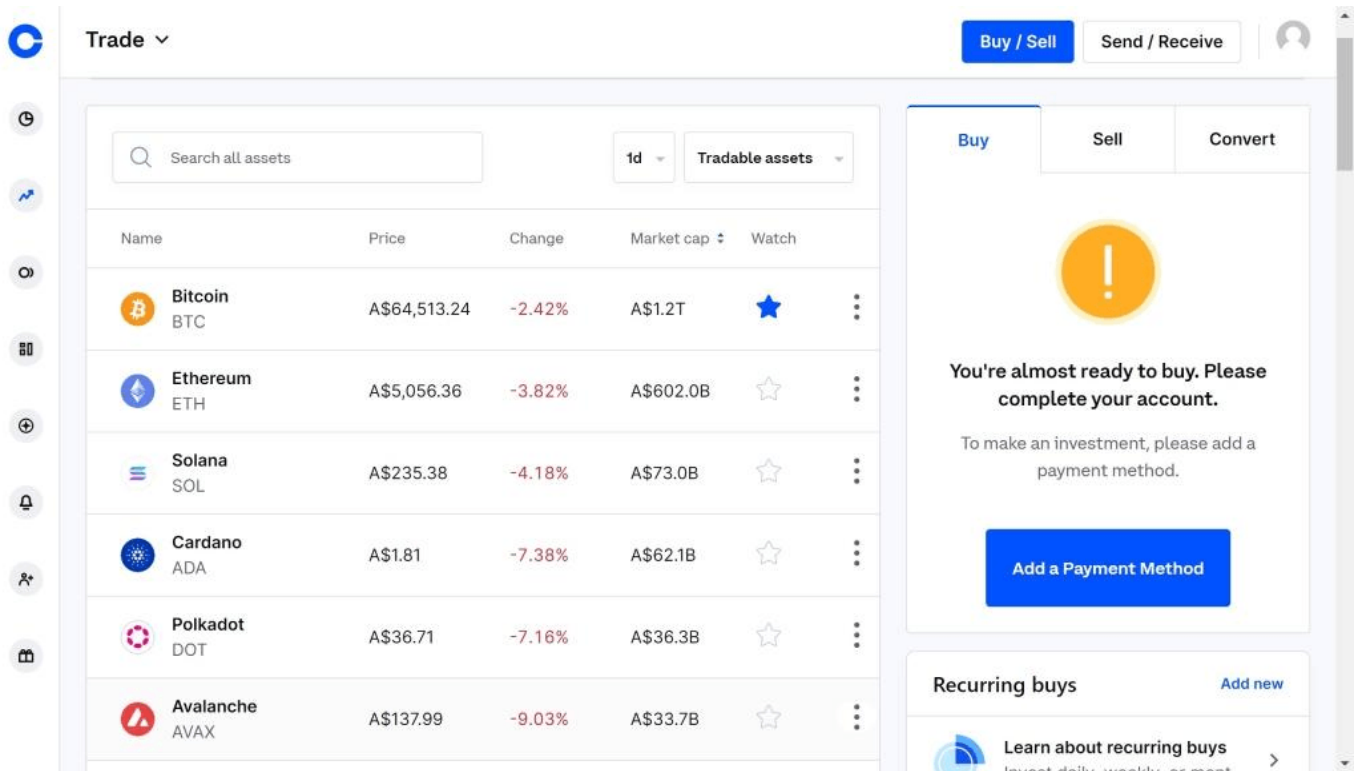 Trade
Buy / Sell
Send / Receive
Search all assets
1d
Tradable assets
Name Price Change Market cap Watch
Bitcoin
BTC
A$64,513.24 -2.42% A$1.2T
Ethereum
ETH
A$5,056.36 -3.82% A$602.0B
Solana
SOL
A$235.38 -4.18% A$73.0B
Cardano
ADA
A$1.81 -7.38% A$62.1B
Polkadot
DOT
A$36.71 -7.16% A$36.3B
Avalanche
AVAX
A$137.99 -9.03% A$33.7B
Buy Sell Convert
You're almost ready to buy. Please
complete your account.
To make an investment, please add a
payment method.
Add a Payment Method
Recurring buys Add new
Learn about recurring buys
Invest daily, weekly, or